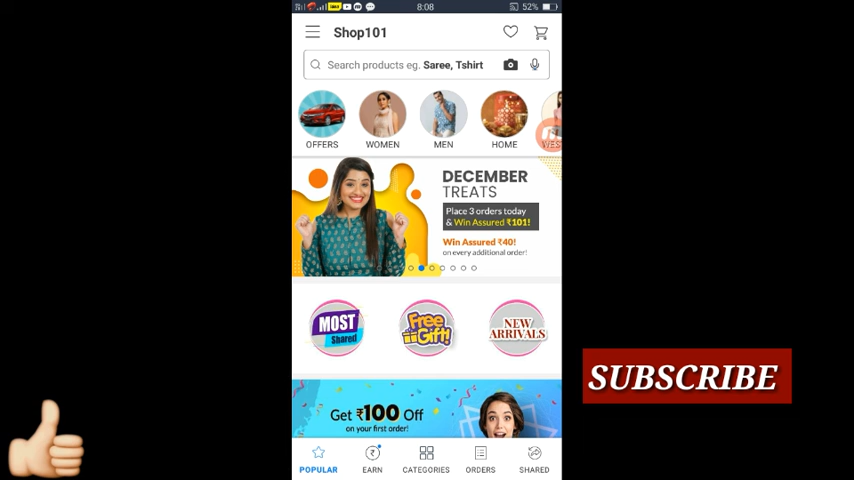 8:08
52%
Shop101
Search products eg. Saree, Tshirt
OFFERS
WOMEN
MEN
HOME
WES
DECEMBER
TREATS
Place 3 orders today
& Win Assured ₹101!
Win Assured ₹40!
on every additional order!
MOST
Shared
Free
Gift!
NEW
ARRIVALS
SUBSCRIBE
Get ₹100 Off
on your first order!
POPULAR
EARN
CATEGORIES
ORDERS
SHARED